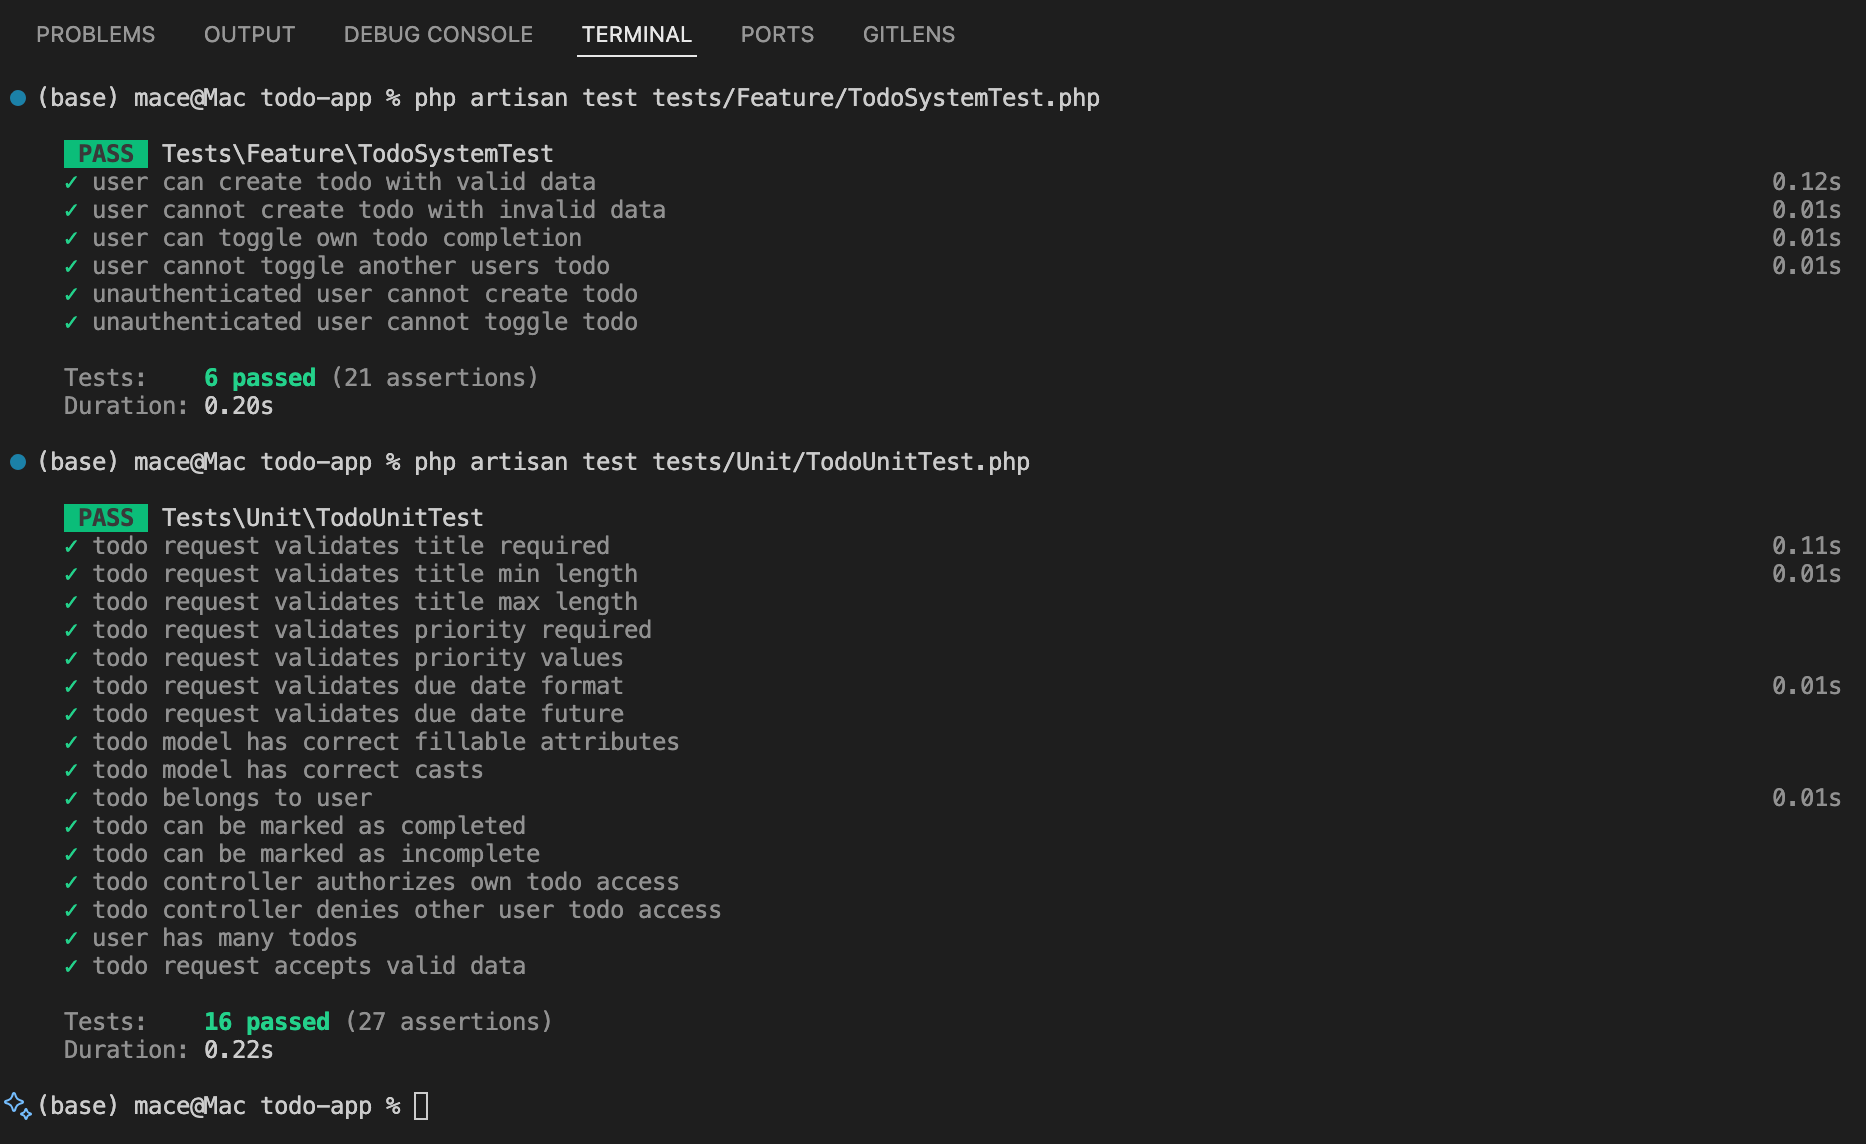 PROBLEMS OUTPUT DEBUG CONSOLE TERMINAL PORTS GITLENS
(base) mace@Mac todo-app % php artisan test tests/Feature/TodoSystemTest.php
PASS Tests\Feature\TodoSystemTest
✓ user can create todo with valid data 0.12s
✓ user cannot create todo with invalid data 0.01s
✓ user can toggle own todo completion 0.01s
✓ user cannot toggle another users todo 0.01s
✓ unauthenticated user cannot create todo
✓ unauthenticated user cannot toggle todo
Tests: 6 passed (21 assertions)
Duration: 0.20s
(base) mace@Mac todo-app % php artisan test tests/Unit/TodoUnitTest.php
PASS Tests\Unit\TodoUnitTest
✓ todo request validates title required 0.11s
✓ todo request validates title min length 0.01s
✓ todo request validates title max length
✓ todo request validates priority required
✓ todo request validates priority values
✓ todo request validates due date format 0.01s
✓ todo request validates due date future
✓ todo model has correct fillable attributes
✓ todo model has correct casts
✓ todo belongs to user 0.01s
✓ todo can be marked as completed
✓ todo can be marked as incomplete
✓ todo controller authorizes own todo access
✓ todo controller denies other user todo access
✓ user has many todos
✓ todo request accepts valid data
Tests: 16 passed (27 assertions)
Duration: 0.22s
(base) mace@Mac todo-app %